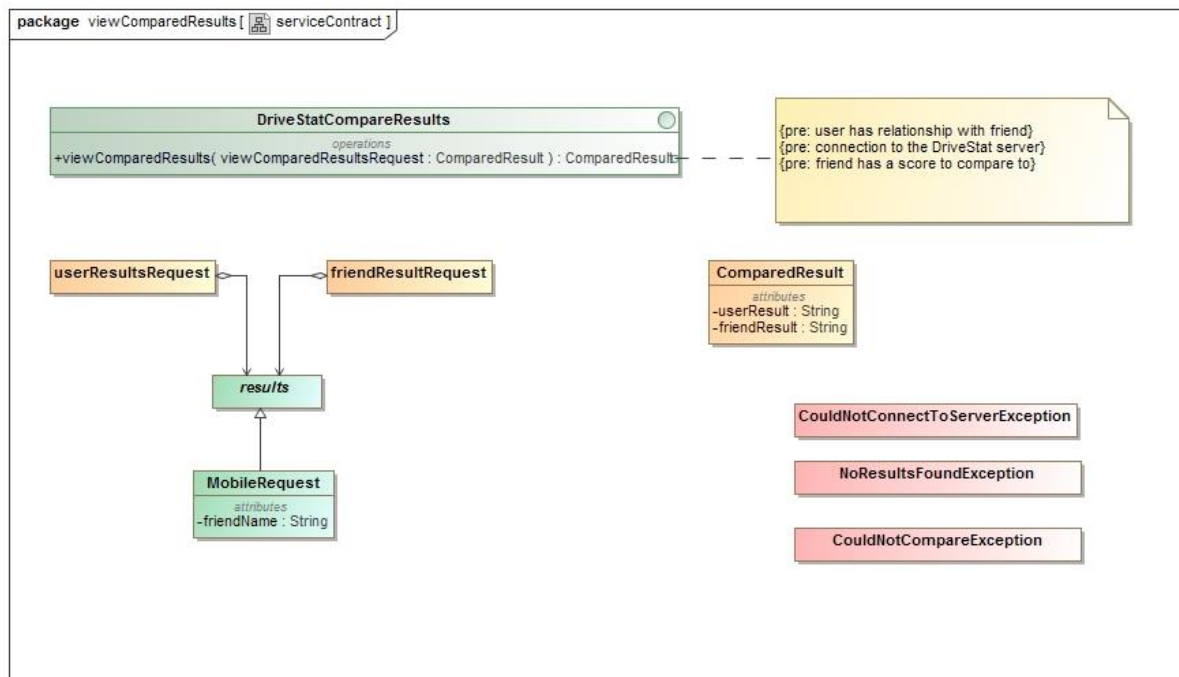 package viewComparedResults [ serviceContract ]
DriveStatCompareResults
operations
+viewComparedResults( viewComparedResultsRequest : ComparedResult ) : ComparedResult
{pre: user has relationship with friend}
{pre: connection to the DriveStat server}
{pre: friend has a score to compare to}
userResultsRequest
friendResultRequest
ComparedResult
attributes
-userResult : String
-friendResult : String
results
MobileRequest
attributes
-friendName : String
CouldNotConnectToServerException
NoResultsFoundException
CouldNotCompareException